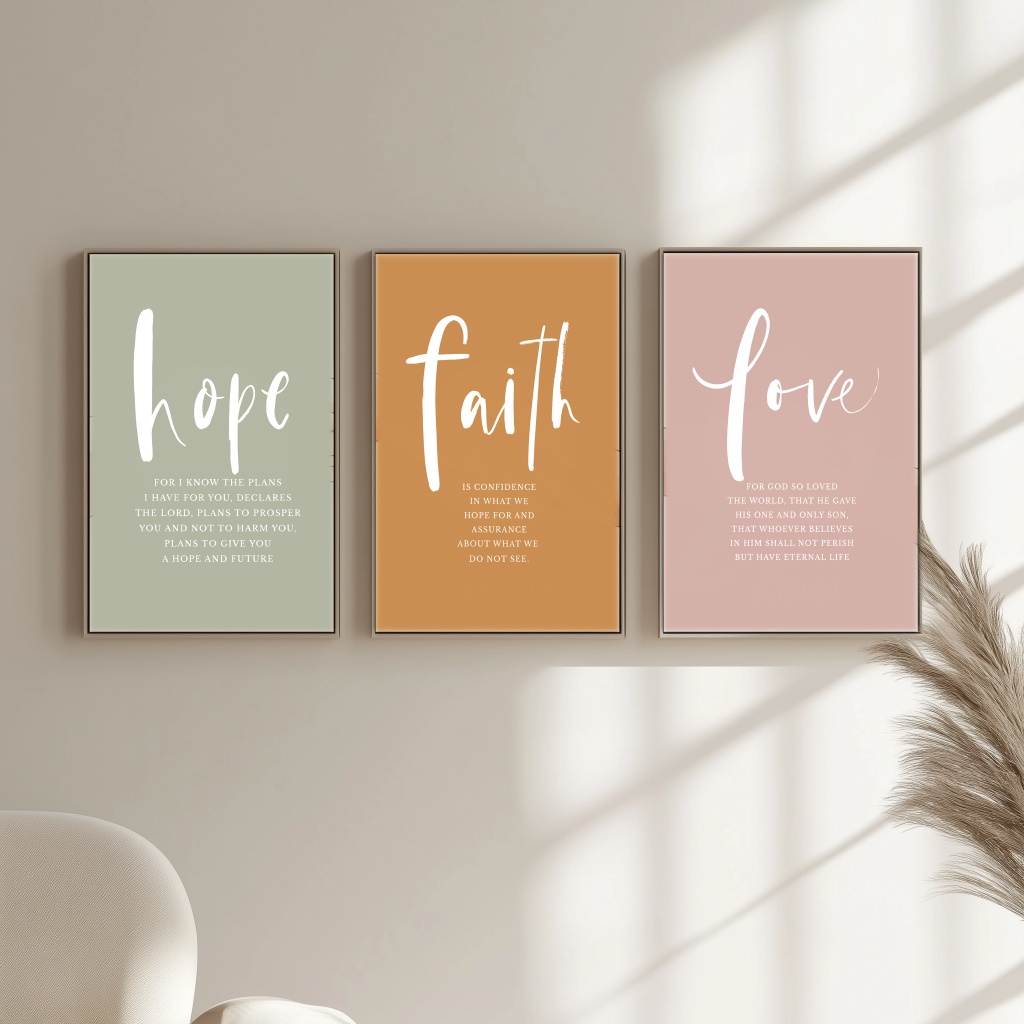 hope
FOR I KNOW THE PLANS
I HAVE FOR YOU, DECLARES
THE LORD, PLANS TO PROSPER
YOU AND NOT TO HARM YOU,
PLANS TO GIVE YOU
A HOPE AND FUTURE
faith
IS CONFIDENCE
IN WHAT WE
HOPE FOR AND
ASSURANCE
ABOUT WHAT WE
DO NOT SEE.
love
FOR GOD SO LOVED
THE WORLD, THAT HE GAVE
HIS ONE AND ONLY SON,
THAT WHOEVER BELIEVES
IN HIM SHALL NOT PERISH
BUT HAVE ETERNAL LIFE